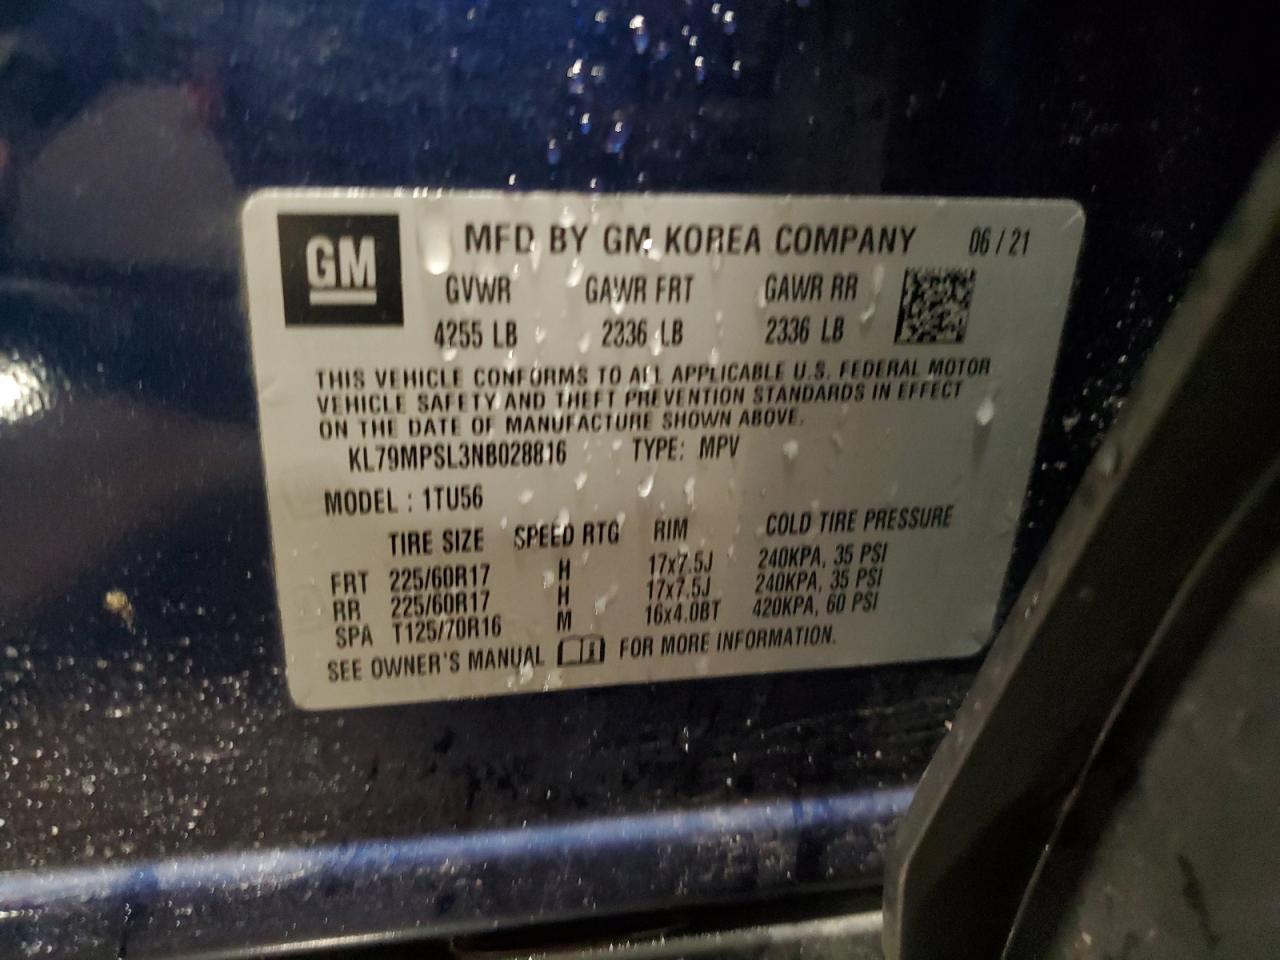 GM
MFD BY GM KOREA COMPANY 06/21
GVWR GAWR FRT GAWR RR
4255 LB 2336 LB 2336 LB
THIS VEHICLE CONFORMS TO ALL APPLICABLE U.S. FEDERAL MOTOR
VEHICLE SAFETY AND THEFT PREVENTION STANDARDS IN EFFECT
ON THE DATE OF MANUFACTURE SHOWN ABOVE.
KL79MPSL3NB028816 TYPE: MPV
MODEL : 1TU56
TIRE SIZE SPEED RTG RIM COLD TIRE PRESSURE
FRT 225/60R17 H 17x7.5J 240KPA, 35 PSI
RR 225/60R17 H 17x7.5J 240KPA, 35 PSI
SPA T125/70R16 M 16x4.0BT 420KPA, 60 PSI
SEE OWNER'S MANUAL FOR MORE INFORMATION.